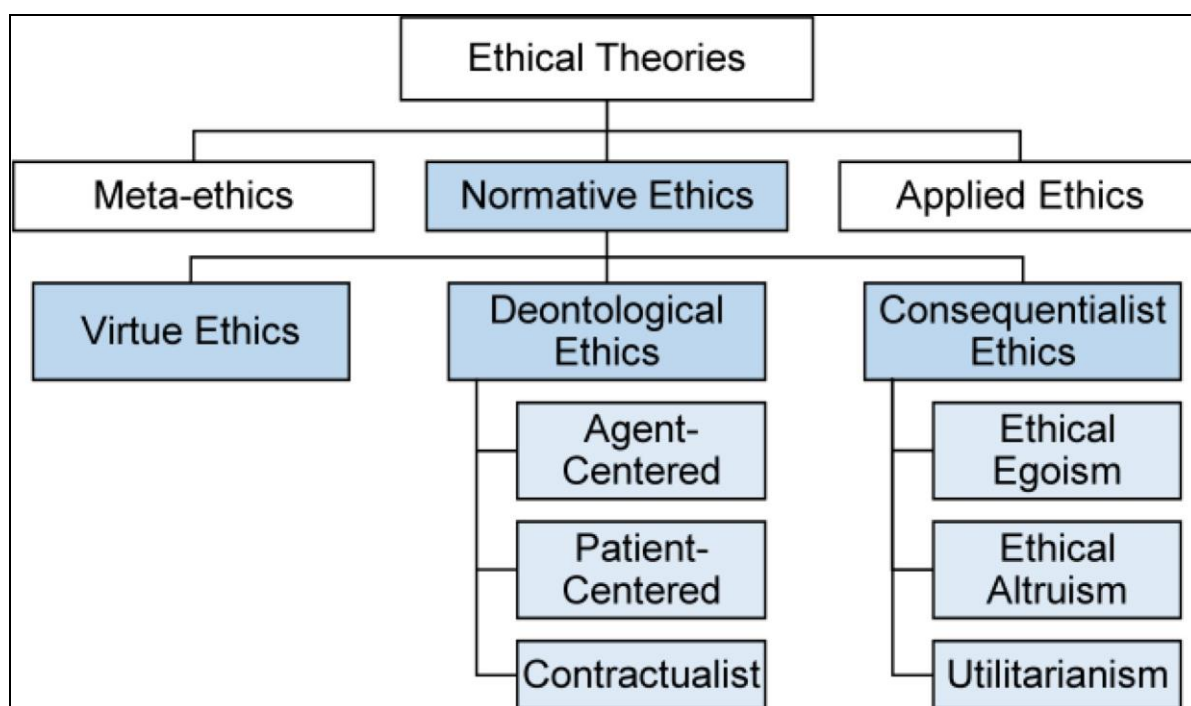 Ethical Theories
Meta-ethics
Normative Ethics
Applied Ethics
Virtue Ethics
Deontological
Ethics
Consequentialist
Ethics
Agent-
Centered
Patient-
Centered
Contractualist
Ethical
Egoism
Ethical
Altruism
Utilitarianism